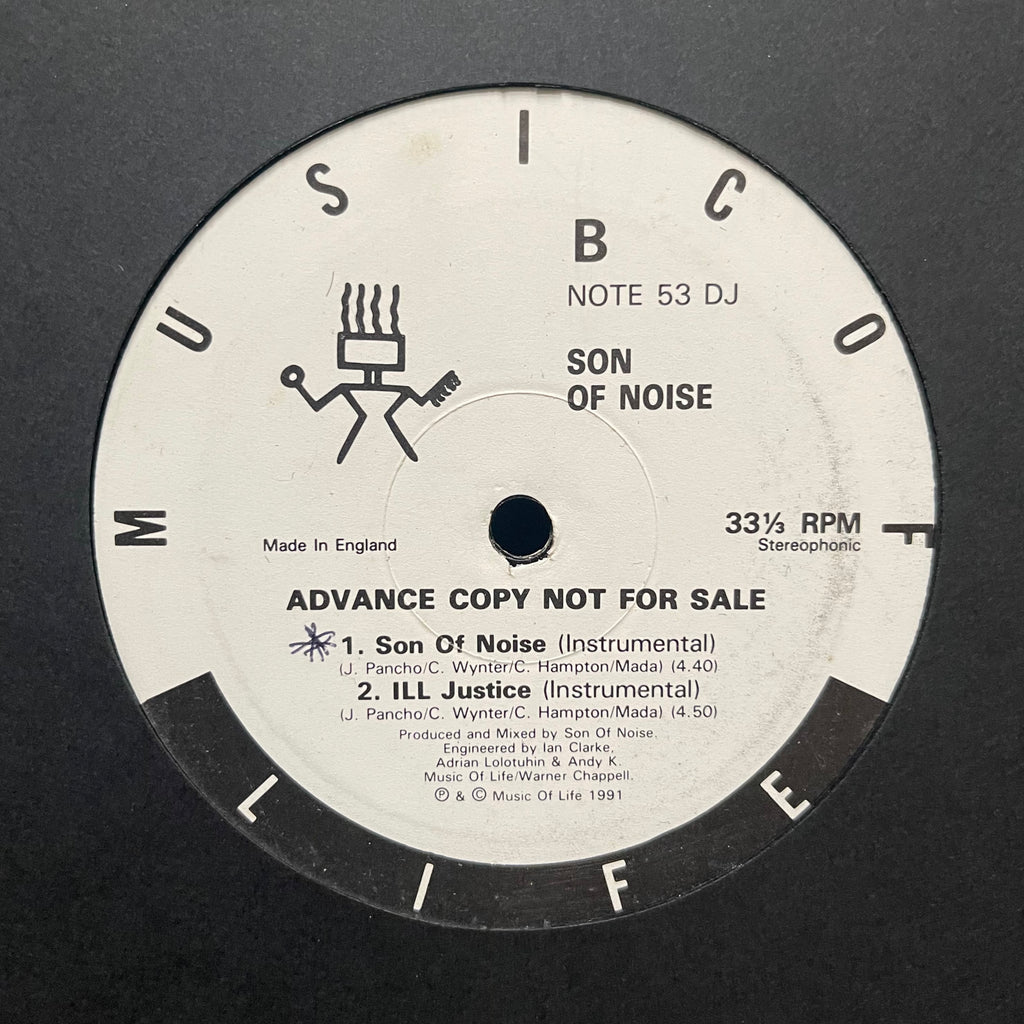 MUSIC OF
LIFE
B
NOTE 53 DJ
SON
OF NOISE
Made In England
33⅓ RPM
Stereophonic
ADVANCE COPY NOT FOR SALE
1. Son Of Noise (Instrumental)
(J. Pancho/C. Wynter/C. Hampton/Mada) (4.40)
2. ILL Justice (Instrumental)
(J. Pancho/C. Wynter/C. Hampton/Mada) (4.50)
Produced and Mixed by Son Of Noise.
Engineered by Ian Clarke,
Adrian Lolotuhin & Andy K.
Music Of Life/Warner Chappell.
Ⓟ & © Music Of Life 1991